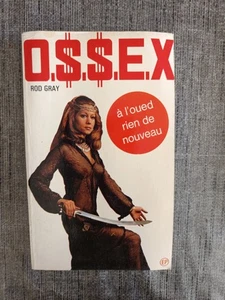 O.$.$.E.X
ROD GRAY
à l'oued
rien de
nouveau